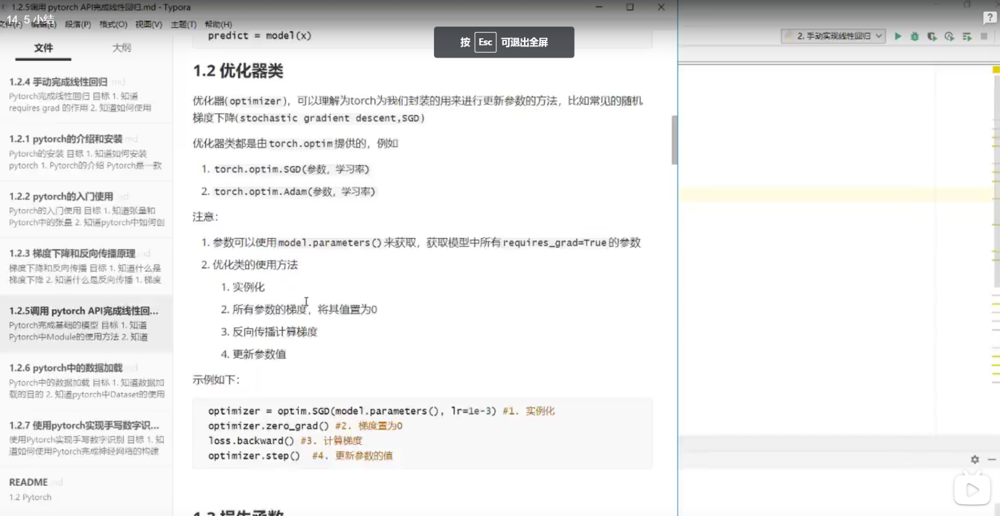 1.2.5调用 pytorch API完成线性回归.md - Typora
14. 5 小结
文件(F) 编辑(E) 段落(P) 格式(O) 视图(V) 主题(T) 帮助(H)
按 Esc 可退出全屏
2. 手动实现线性回归
文件 大纲
1.2.4 手动完成线性回归.md
Pytorch完成线性回归 目标 1. 知道
requires grad 的作用 2. 知道如何使用
1.2.1 pytorch的介绍和安装.md
Pytorch的安装 目标 1. 知道如何安装
pytorch 1. Pytorch的介绍 Pytorch是一款
1.2.2 pytorch的入门使用.md
Pytorch的入门使用 目标 1. 知道张量和
Pytorch中的张量 2. 知道pytorch中如何创
1.2.3 梯度下降和反向传播原理.md
梯度下降和反向传播 目标 1. 知道什么是
梯度下降 2. 知道什么是反向传播 1. 梯度
1.2.5调用 pytorch API完成线性回...
Pytorch完成基础的模型 目标 1. 知道
Pytorch中Module的使用方法 2. 知道
1.2.6 pytorch中的数据加载.md
Pytorch中的数据加载 目标 1. 知道数据加
载的目的 2. 知道pytorch中Dataset的使用
1.2.7 使用pytorch实现手写数字识...
使用Pytorch实现手写数字识别 目标 1. 知
道如何使用Pytorch完成神经网络的构建
README.md
1.2 Pytorch
predict = model(x)
1.2 优化器类
优化器(optimizer)，可以理解为torch为我们封装的用来进行更新参数的方法，比如常见的随机
梯度下降(stochastic gradient descent,SGD)
优化器类都是由torch.optim提供的，例如
1. torch.optim.SGD(参数，学习率)
2. torch.optim.Adam(参数，学习率)
注意：
1. 参数可以使用model.parameters()来获取，获取模型中所有requires_grad=True的参数
2. 优化类的使用方法
1. 实例化
2. 所有参数的梯度，将其值置为0
3. 反向传播计算梯度
4. 更新参数值
示例如下：
optimizer = optim.SGD(model.parameters(), lr=1e-3) #1. 实例化
optimizer.zero_grad() #2. 梯度置为0
loss.backward() #3. 计算梯度
optimizer.step() #4. 更新参数的值
1.3 损失函数